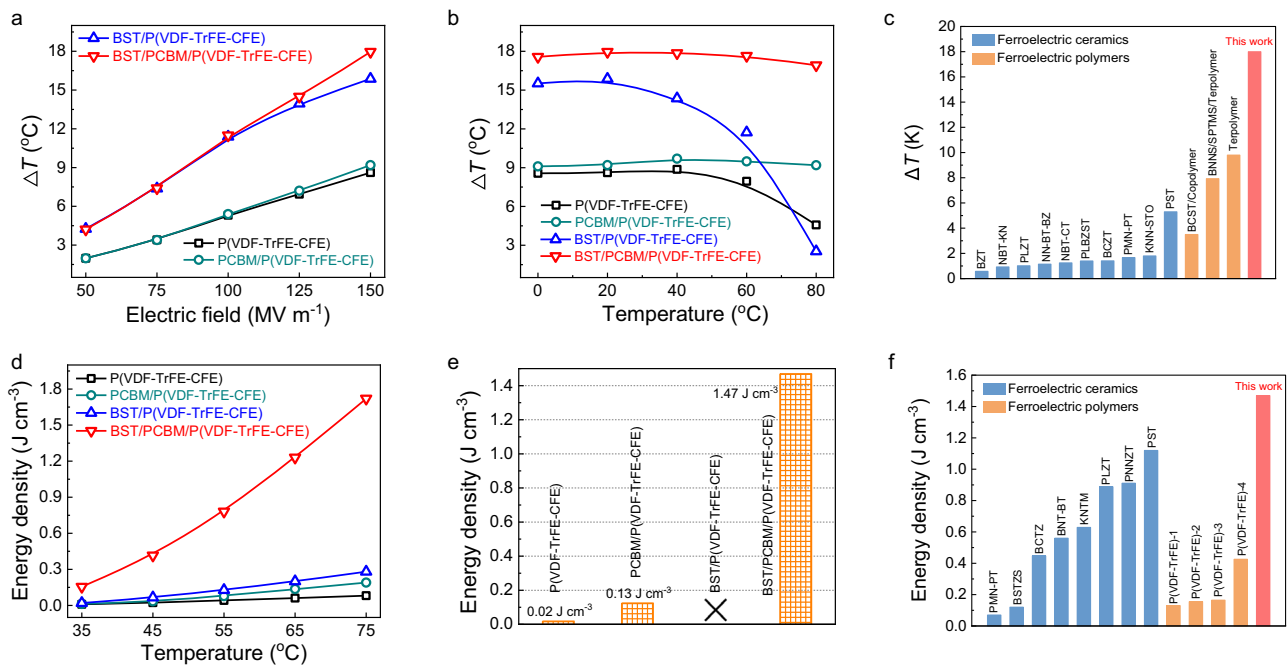 a
BST/P(VDF-TrFE-CFE)
BST/PCBM/P(VDF-TrFE-CFE)
P(VDF-TrFE-CFE)
PCBM/P(VDF-TrFE-CFE)
18
15
12
9
6
3
△T (°C)
50 75 100 125 150
Electric field (MV m⁻¹)
b
18
15
12
9
6
3
0
△T (°C)
P(VDF-TrFE-CFE)
PCBM/P(VDF-TrFE-CFE)
BST/P(VDF-TrFE-CFE)
BST/PCBM/P(VDF-TrFE-CFE)
0 20 40 60 80
Temperature (°C)
c
20
18
16
14
12
10
8
6
4
2
0
ΔT (K)
Ferroelectric ceramics
Ferroelectric polymers
This work
BZT
NBT-KN
PLZT
NN-BT-BZ
NBT-CT
PLBZST
BCZT
PMN-PT
KNN-STO
PST
BCST/Copolymer
BNNS/SPTMS/Terpolymer
Terpolymer
d
1.8
1.5
1.2
0.9
0.6
0.3
0.0
Energy density (J cm⁻³)
P(VDF-TrFE-CFE)
PCBM/P(VDF-TrFE-CFE)
BST/P(VDF-TrFE-CFE)
BST/PCBM/P(VDF-TrFE-CFE)
35 45 55 65 75
Temperature (°C)
e
1.4
1.2
1.0
0.8
0.6
0.4
0.2
0.0
Energy density (J cm⁻³)
1.47 J cm⁻³
P(VDF-TrFE-CFE)
PCBM/P(VDF-TrFE-CFE)
BST/P(VDF-TrFE-CFE)
BST/PCBM/P(VDF-TrFE-CFE)
0.02 J cm⁻³
0.13 J cm⁻³
f
1.6
1.4
1.2
1.0
0.8
0.6
0.4
0.2
0.0
Energy density (J cm⁻³)
Ferroelectric ceramics
Ferroelectric polymers
This work
PMN-PT
BSTZS
BCTZ
BNT-BT
KNTM
PLZT
PNNZT
PST
P(VDF-TrFE)-1
P(VDF-TrFE)-2
P(VDF-TrFE)-3
P(VDF-TrFE)-4